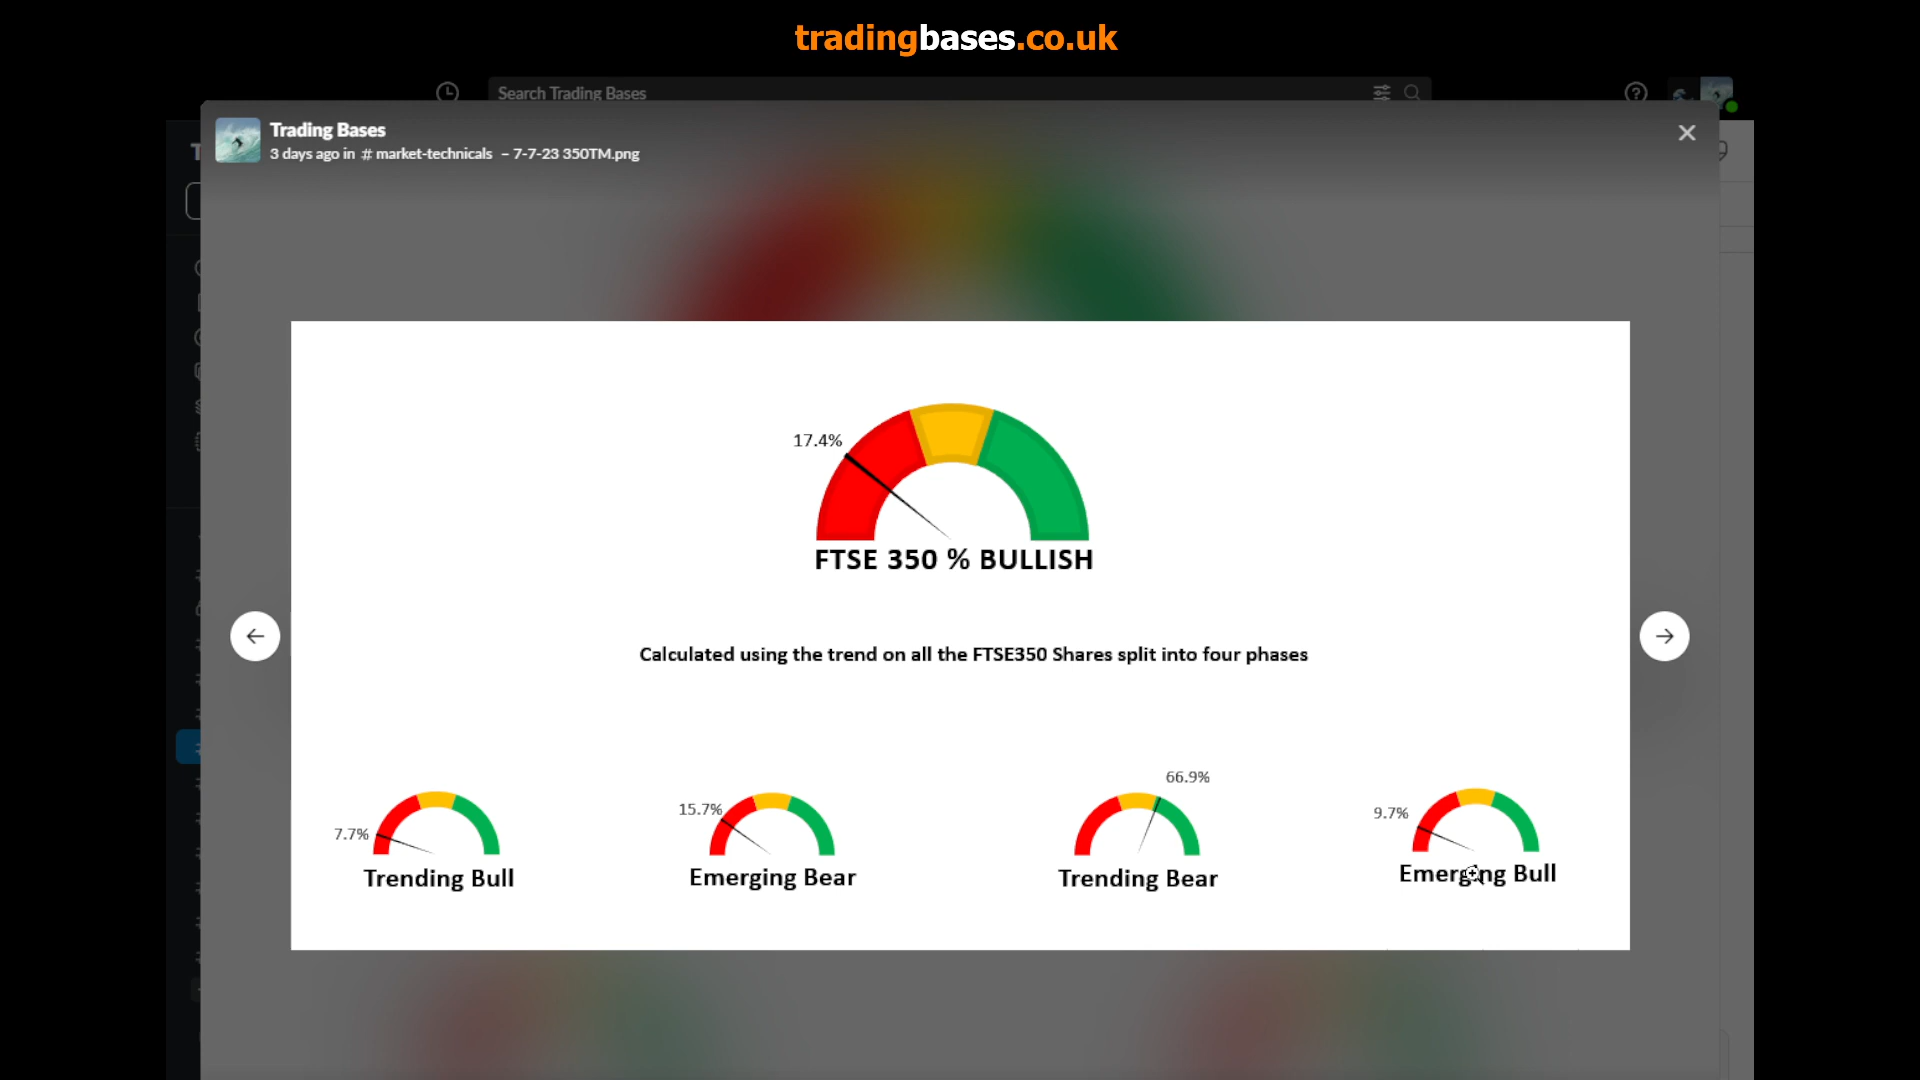 tradingbases.co.uk
Search Trading Bases
Trading Bases
3 days ago in # market-technicals – 7-7-23 350TM.png
17.4%
FTSE 350 % BULLISH
Calculated using the trend on all the FTSE350 Shares split into four phases
7.7%
Trending Bull
15.7%
Emerging Bear
66.9%
Trending Bear
9.7%
Emerging Bull